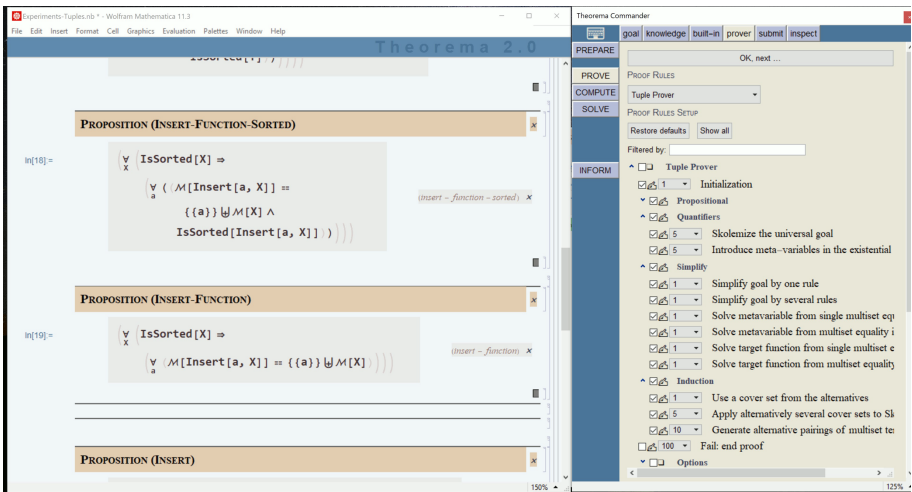 Experiments-Tuples.nb * - Wolfram Mathematica 11.3
File Edit Insert Format Cell Graphics Evaluation Palettes Window Help
Theorema 2.0
PROPOSITION (INSERT-FUNCTION-SORTED)
In[18]:=
(∀ (IsSorted[X] ⇒
X
(∀ ( (ℳ[Insert[a, X]] ==
a
{{a}} ⊎ ℳ[X] ∧
IsSorted[Insert[a, X]] ) ))))
(insert – function – sorted) ×
PROPOSITION (INSERT-FUNCTION)
In[19]:=
(∀ (IsSorted[X] ⇒
X
(∀ (ℳ[Insert[a, X]] == {{a}} ⊎ ℳ[X]))))
a
(insert – function) ×
PROPOSITION (INSERT)
150%
Theorema Commander
goal knowledge built-in prover submit inspect
PREPARE
PROVE
COMPUTE
SOLVE
INFORM
OK, next ...
PROOF RULES
Tuple Prover
PROOF RULES SETUP
Restore defaults Show all
Filtered by:
Tuple Prover
1 Initialization
Propositional
Quantifiers
5 Skolemize the universal goal
5 Introduce meta-variables in the existential
Simplify
1 Simplify goal by one rule
1 Simplify goal by several rules
1 Solve metavariable from single multiset equ
1 Solve metavariable from multiset equality i
1 Solve target function from single multiset e
1 Solve target function from multiset equality
Induction
1 Use a cover set from the alternatives
5 Apply alternatively several cover sets to Sk
10 Generate alternative pairings of multiset te
100 Fail: end proof
Options
125%